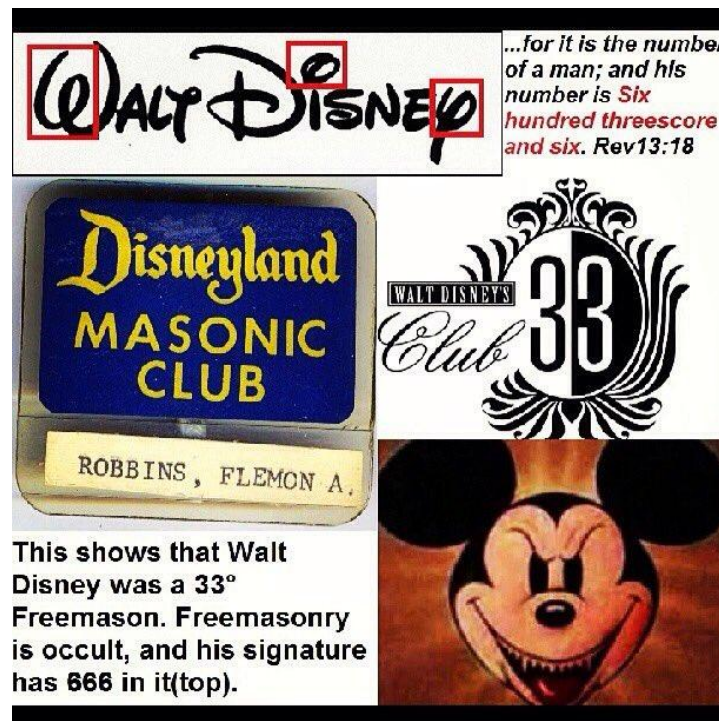 WALT DISNEY
...for it is the number
of a man; and his
number is Six
hundred threescore
and six. Rev13:18
Disneyland
MASONIC
CLUB
ROBBINS, FLEMON A.
WALT DISNEY'S
Club 33
This shows that Walt
Disney was a 33°
Freemason. Freemasonry
is occult, and his signature
has 666 in it(top).